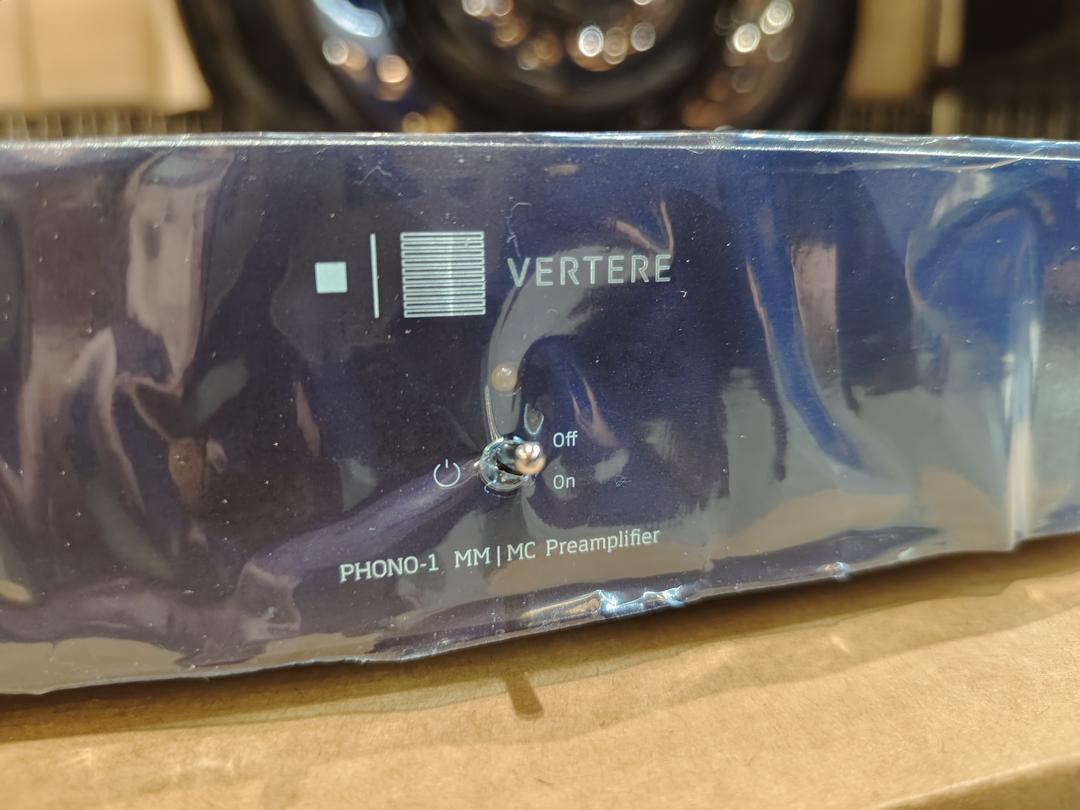 VERTERE
Off
On
PHONO-1 MM | MC Preamplifier